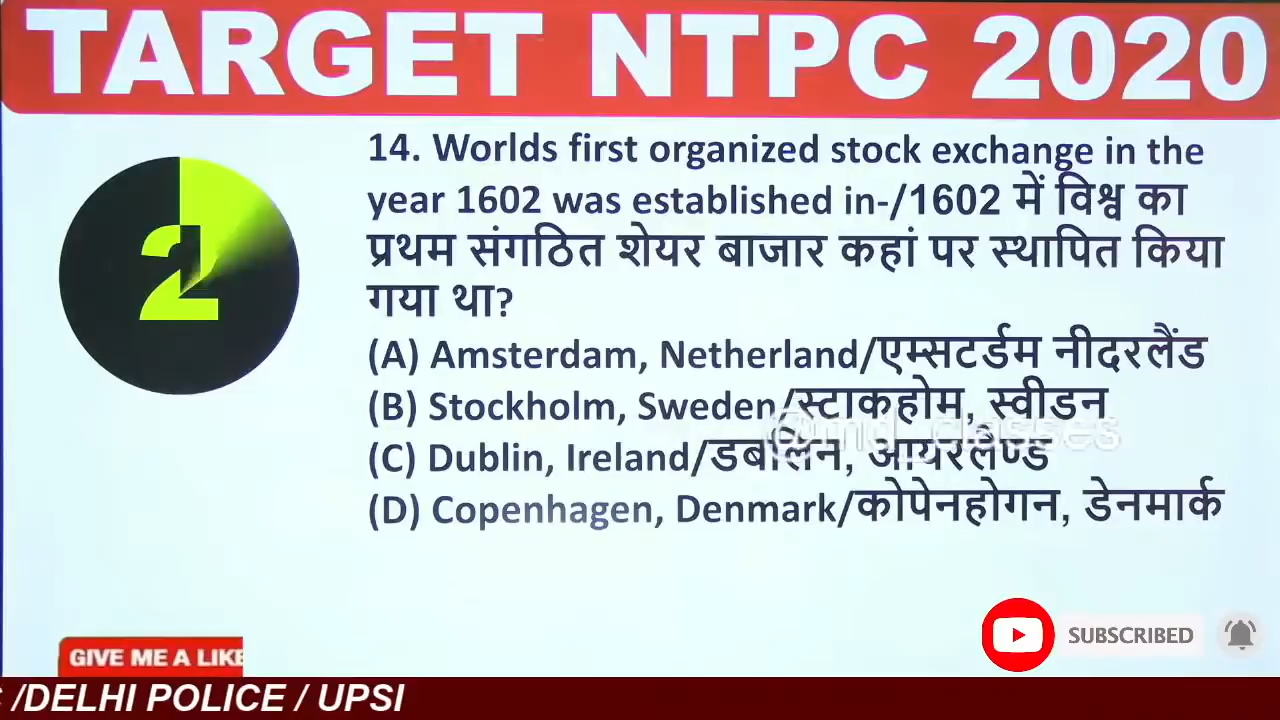 TARGET NTPC 2020
2
14. Worlds first organized stock exchange in the
year 1602 was established in-/1602 में विश्व का
प्रथम संगठित शेयर बाजार कहां पर स्थापित किया
गया था?
(A) Amsterdam, Netherland/एम्सटर्डम नीदरलैंड
(B) Stockholm, Sweden/स्टाकहोम, स्वीडन
@md_classes
(C) Dublin, Ireland/डबलिन, आयरलैण्ड
(D) Copenhagen, Denmark/कोपेनहोगन, डेनमार्क
SUBSCRIBED
GIVE ME A LIKE
/DELHI POLICE / UPSI